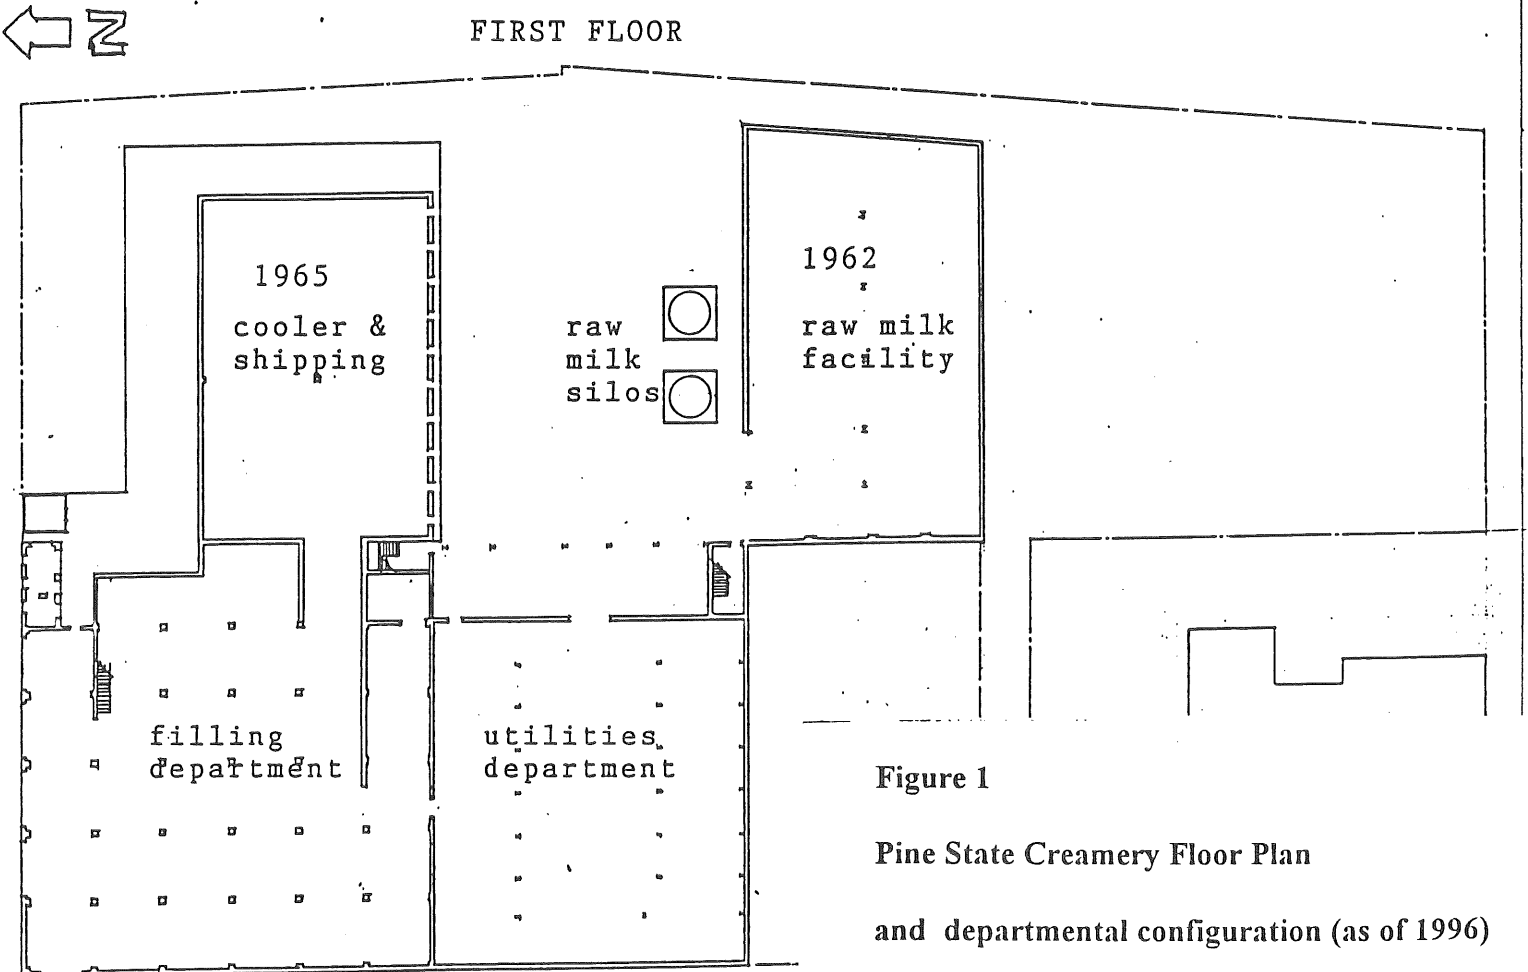 N
FIRST FLOOR
1965
cooler &
shipping
raw
milk
silos
1962
raw milk
facility
filling
department
utilities
department
Figure 1
Pine State Creamery Floor Plan
and departmental configuration (as of 1996)